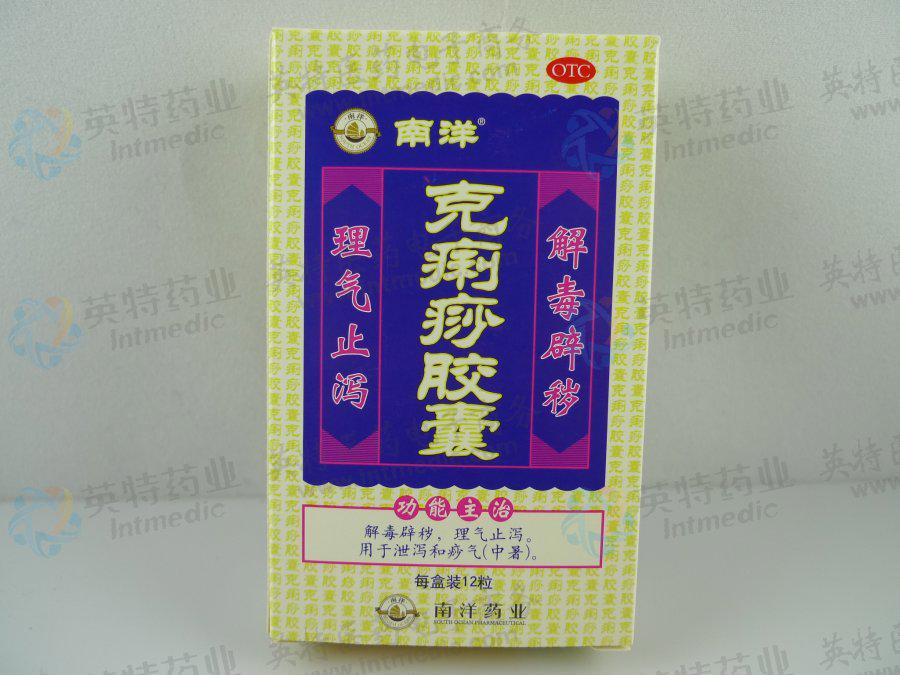 OTC
南洋®
克痢痧胶囊
解毒辟秽
理气止泻
功能主治
解毒辟秽，理气止泻。
用于泄泻和痧气(中暑)。
每盒装12粒
南洋药业
SOUTH OCEAN PHARMACEUTICAL
英特药业
Intmedic